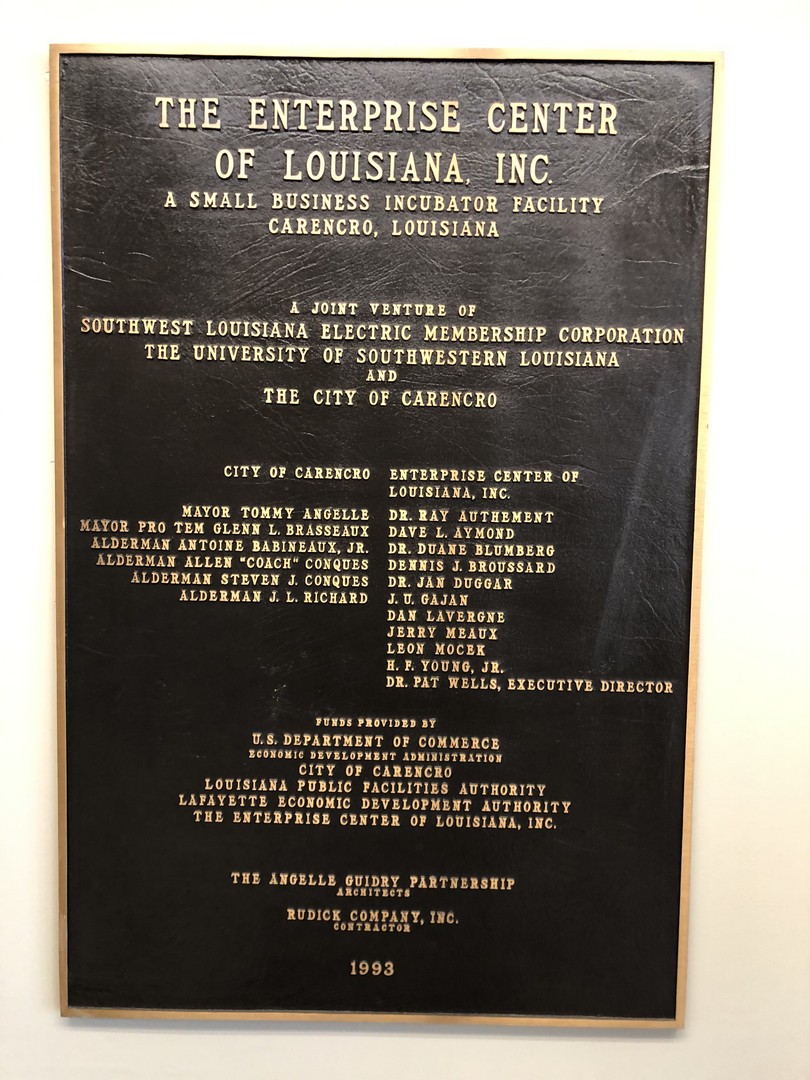 THE ENTERPRISE CENTER
OF LOUISIANA, INC.
A SMALL BUSINESS INCUBATOR FACILITY
CARENCRO, LOUISIANA
A JOINT VENTURE OF
SOUTHWEST LOUISIANA ELECTRIC MEMBERSHIP CORPORATION
THE UNIVERSITY OF SOUTHWESTERN LOUISIANA
AND
THE CITY OF CARENCRO
CITY OF CARENCRO
MAYOR TOMMY ANGELLE
MAYOR PRO TEM GLENN L. BRASSEAUX
ALDERMAN ANTOINE BABINEAUX, JR.
ALDERMAN ALLEN "COACH" CONQUES
ALDERMAN STEVEN J. CONQUES
ALDERMAN J. L. RICHARD
ENTERPRISE CENTER OF
LOUISIANA, INC.
DR. RAY AUTHEMENT
DAVE L. AYMOND
DR. DUANE BLUMBERG
DENNIS J. BROUSSARD
DR. JAN DUGGAR
J. U. GAJAN
DAN LAVERGNE
JERRY MEAUX
LEON MOCEK
H. F. YOUNG, JR.
DR. PAT WELLS, EXECUTIVE DIRECTOR
FUNDS PROVIDED BY
U.S. DEPARTMENT OF COMMERCE
ECONOMIC DEVELOPMENT ADMINISTRATION
CITY OF CARENCRO
LOUISIANA PUBLIC FACILITIES AUTHORITY
LAFAYETTE ECONOMIC DEVELOPMENT AUTHORITY
THE ENTERPRISE CENTER OF LOUISIANA, INC.
THE ANGELLE GUIDRY PARTNERSHIP
ARCHITECTS
RUDICK COMPANY, INC.
CONTRACTOR
1993